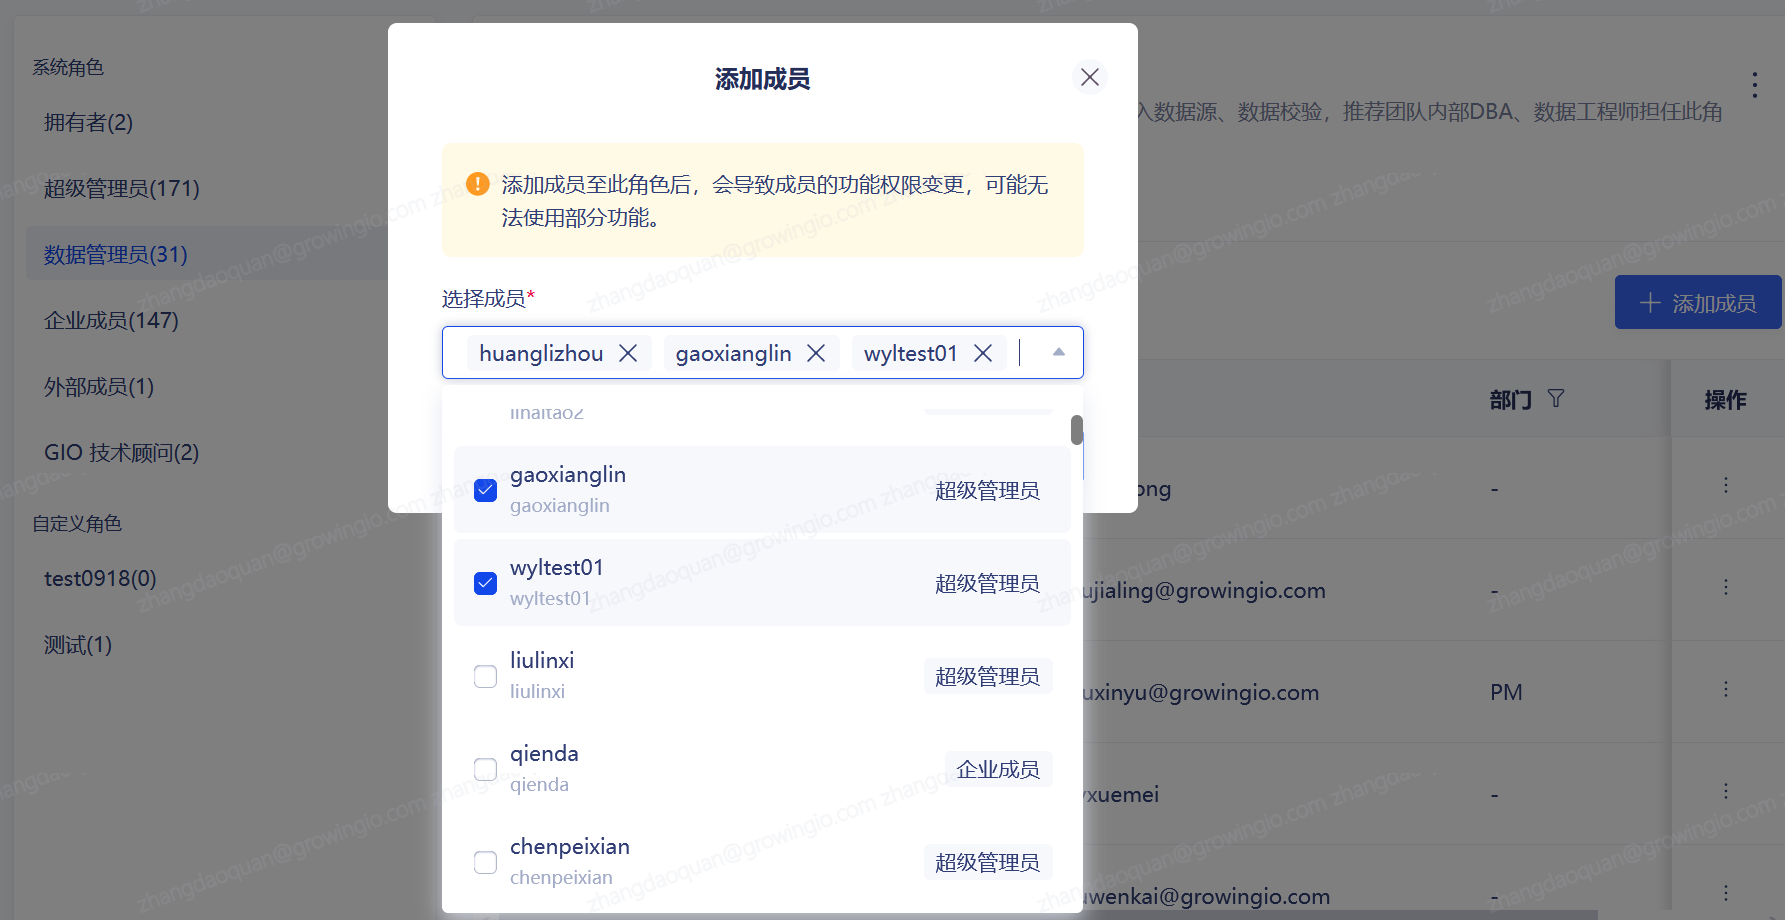 系统角色
拥有者(2)
超级管理员(171)
数据管理员(31)
企业成员(147)
外部成员(1)
GIO 技术顾问(2)
自定义角色
test0918(0)
测试(1)
添加成员
添加成员至此角色后，会导致成员的功能权限变更，可能无
法使用部分功能。
选择成员*
huanglizhou gaoxianglin wyltest01
linaitao2
gaoxianglin
gaoxianglin
超级管理员
wyltest01
wyltest01
超级管理员
liulinxi
liulinxi
超级管理员
qienda
qienda
企业成员
chenpeixian
chenpeixian
超级管理员
入数据源、数据校验，推荐团队内部DBA、数据工程师担任此角
添加成员
部门 操作
ong -
ujialing@growingio.com -
uxinyu@growingio.com PM
xuemei -
wenkai@growingio.com -
zhangdaoquan@growingio.com